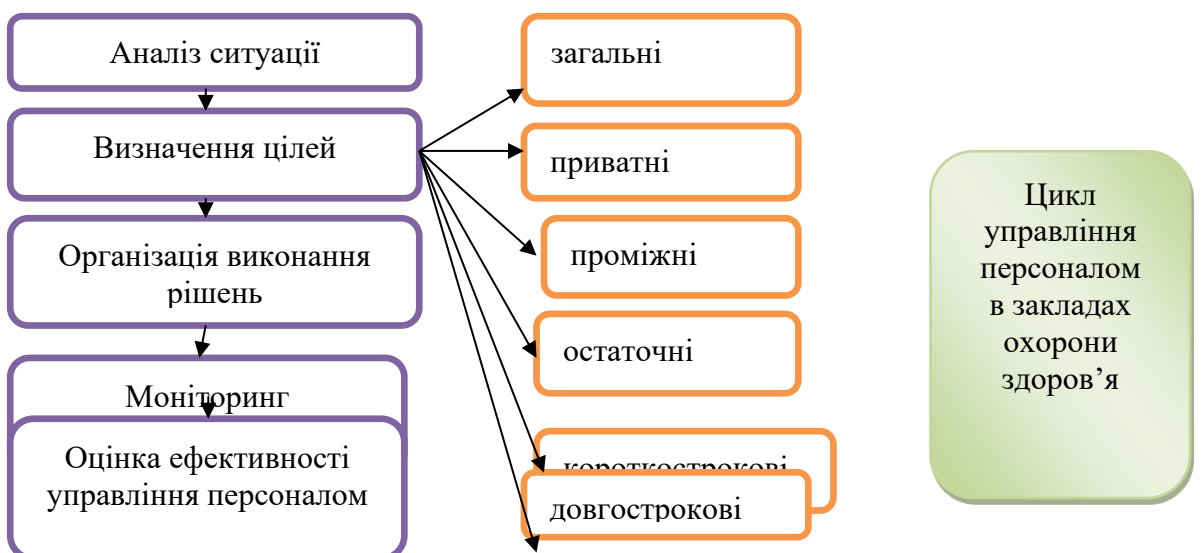 Аналіз ситуації
Визначення цілей
Організація виконання
рішень
Моніторинг
Оцінка ефективності
управління персоналом
загальні
приватні
проміжні
остаточні
короткострокові
довгострокові
Цикл
управління
персоналом
в закладах
охорони
здоров’я